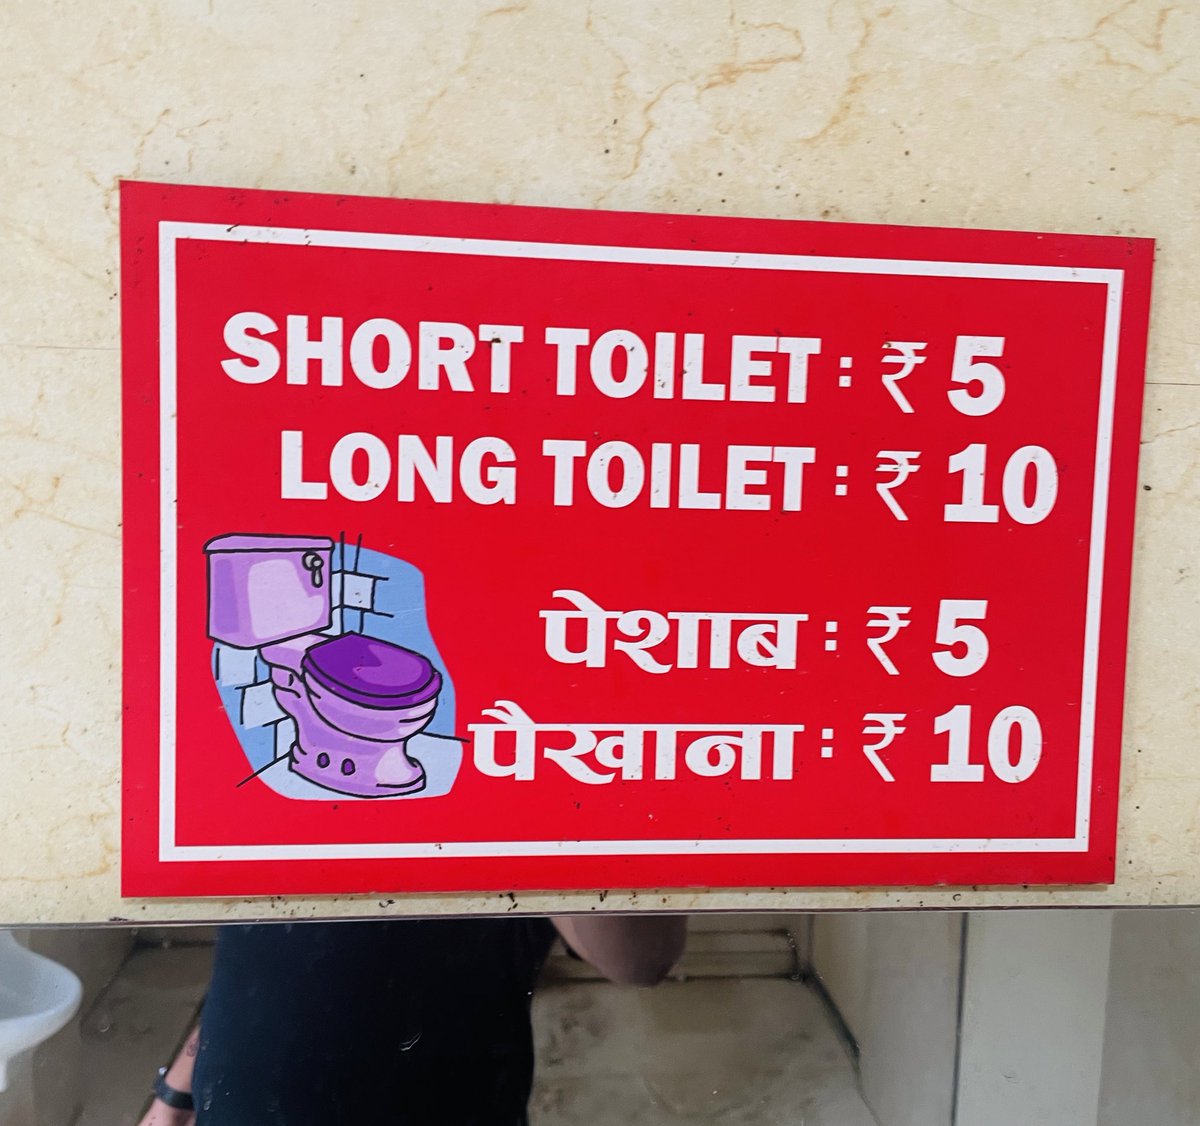 SHORT TOILET : ₹ 5
LONG TOILET : ₹ 10
पेशाब : ₹ 5
पैखाना : ₹ 10